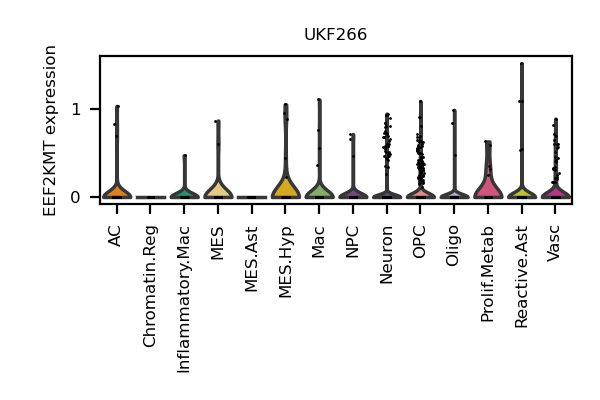 UKF266
EEF2KMT expression
1
0
AC
Chromatin.Reg
Inflammatory.Mac
MES
MES.Ast
MES.Hyp
Mac
NPC
Neuron
OPC
Oligo
Prolif.Metab
Reactive.Ast
Vasc